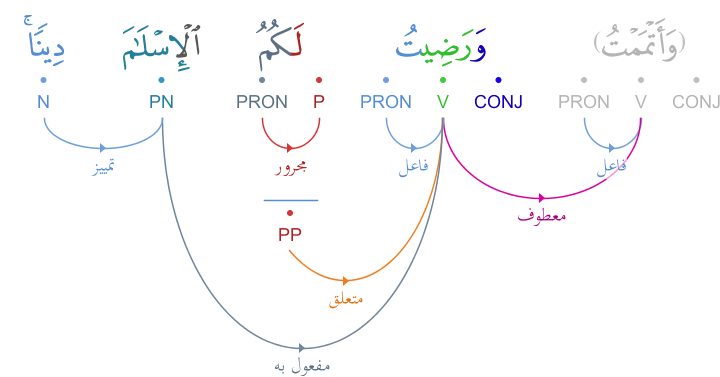 (وَأَتْمَمْتُ) وَرَضِيتُ لَكُمُ ٱلْإِسْلَٰمَ دِينًا ۚ
CONJ V PRON CONJ V PRON P PRON PN N
فاعل فاعل مجرور تمييز
معطوف
PP
متعلق
مفعول به